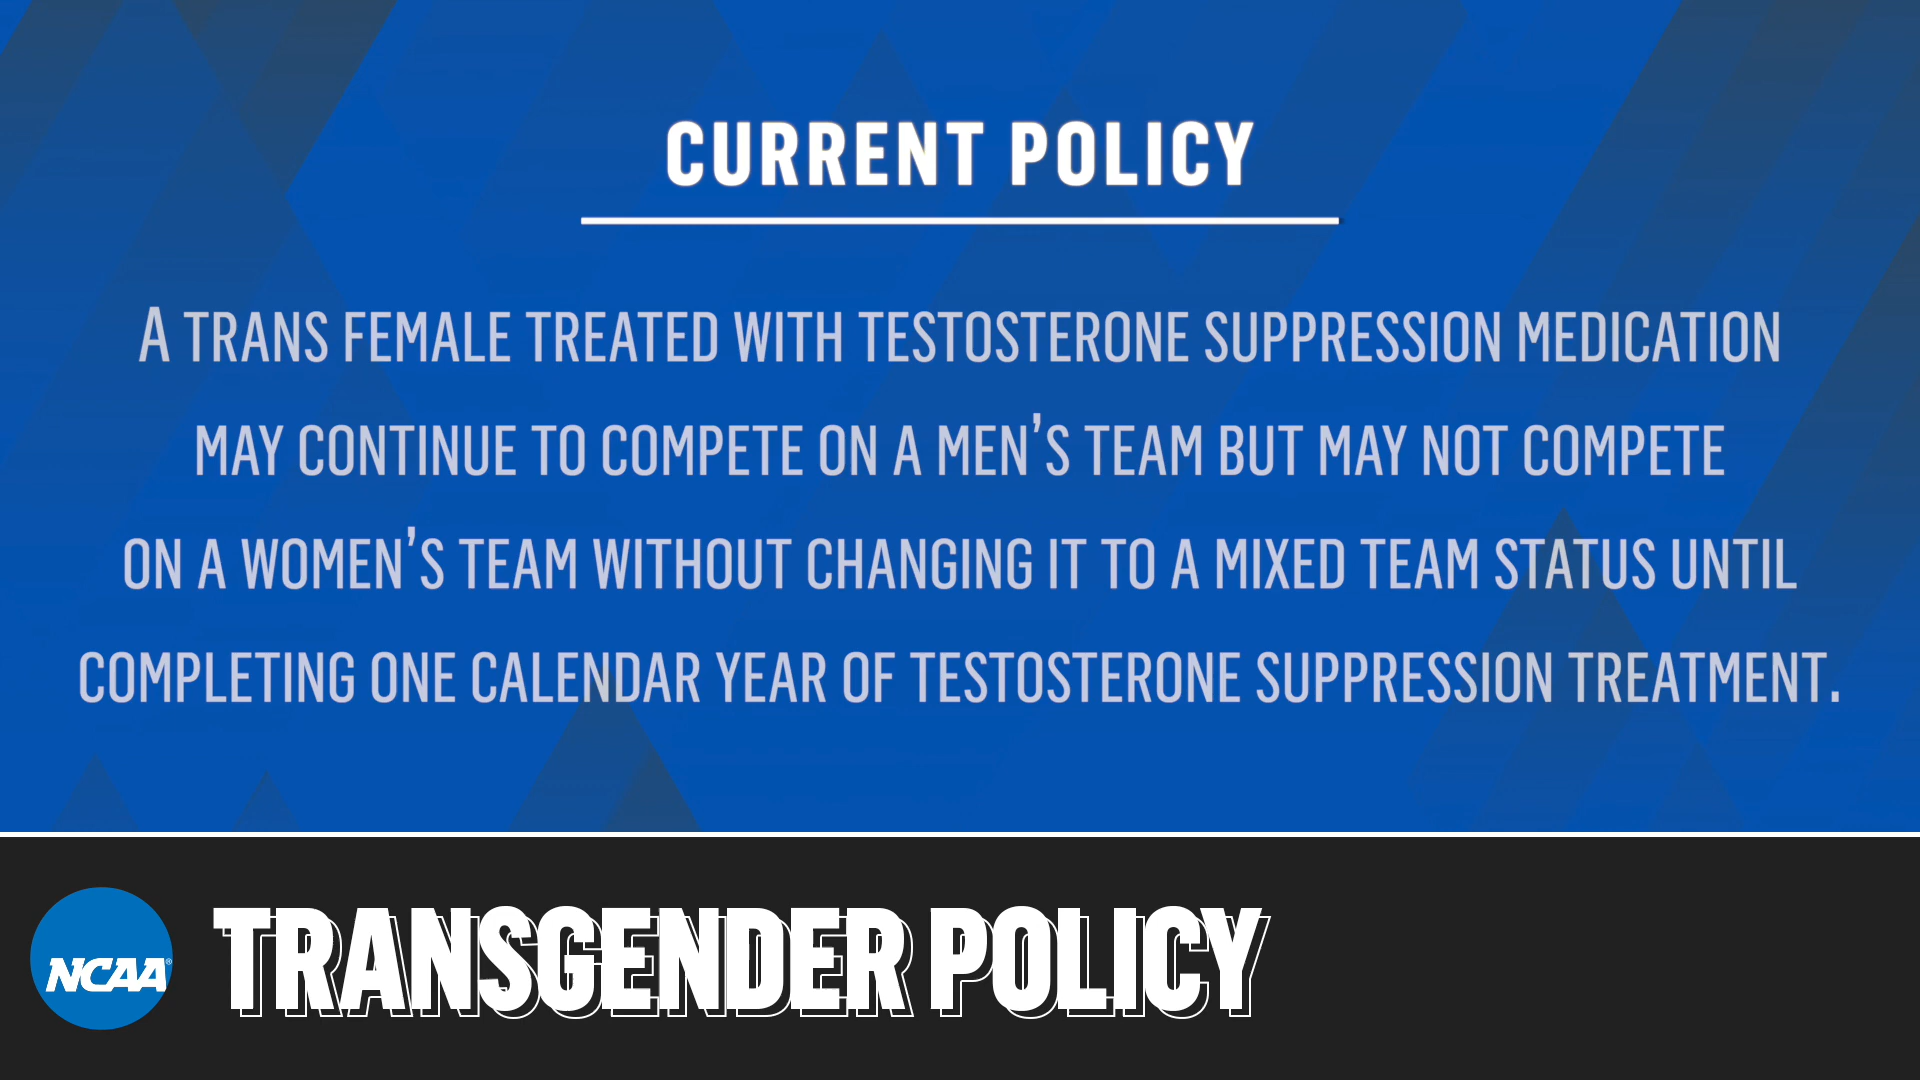 CURRENT POLICY
A TRANS FEMALE TREATED WITH TESTOSTERONE SUPPRESSION MEDICATION
MAY CONTINUE TO COMPETE ON A MEN’S TEAM BUT MAY NOT COMPETE
ON A WOMEN’S TEAM WITHOUT CHANGING IT TO A MIXED TEAM STATUS UNTIL
COMPLETING ONE CALENDAR YEAR OF TESTOSTERONE SUPPRESSION TREATMENT.
NCAA®
TRANSGENDER POLICY